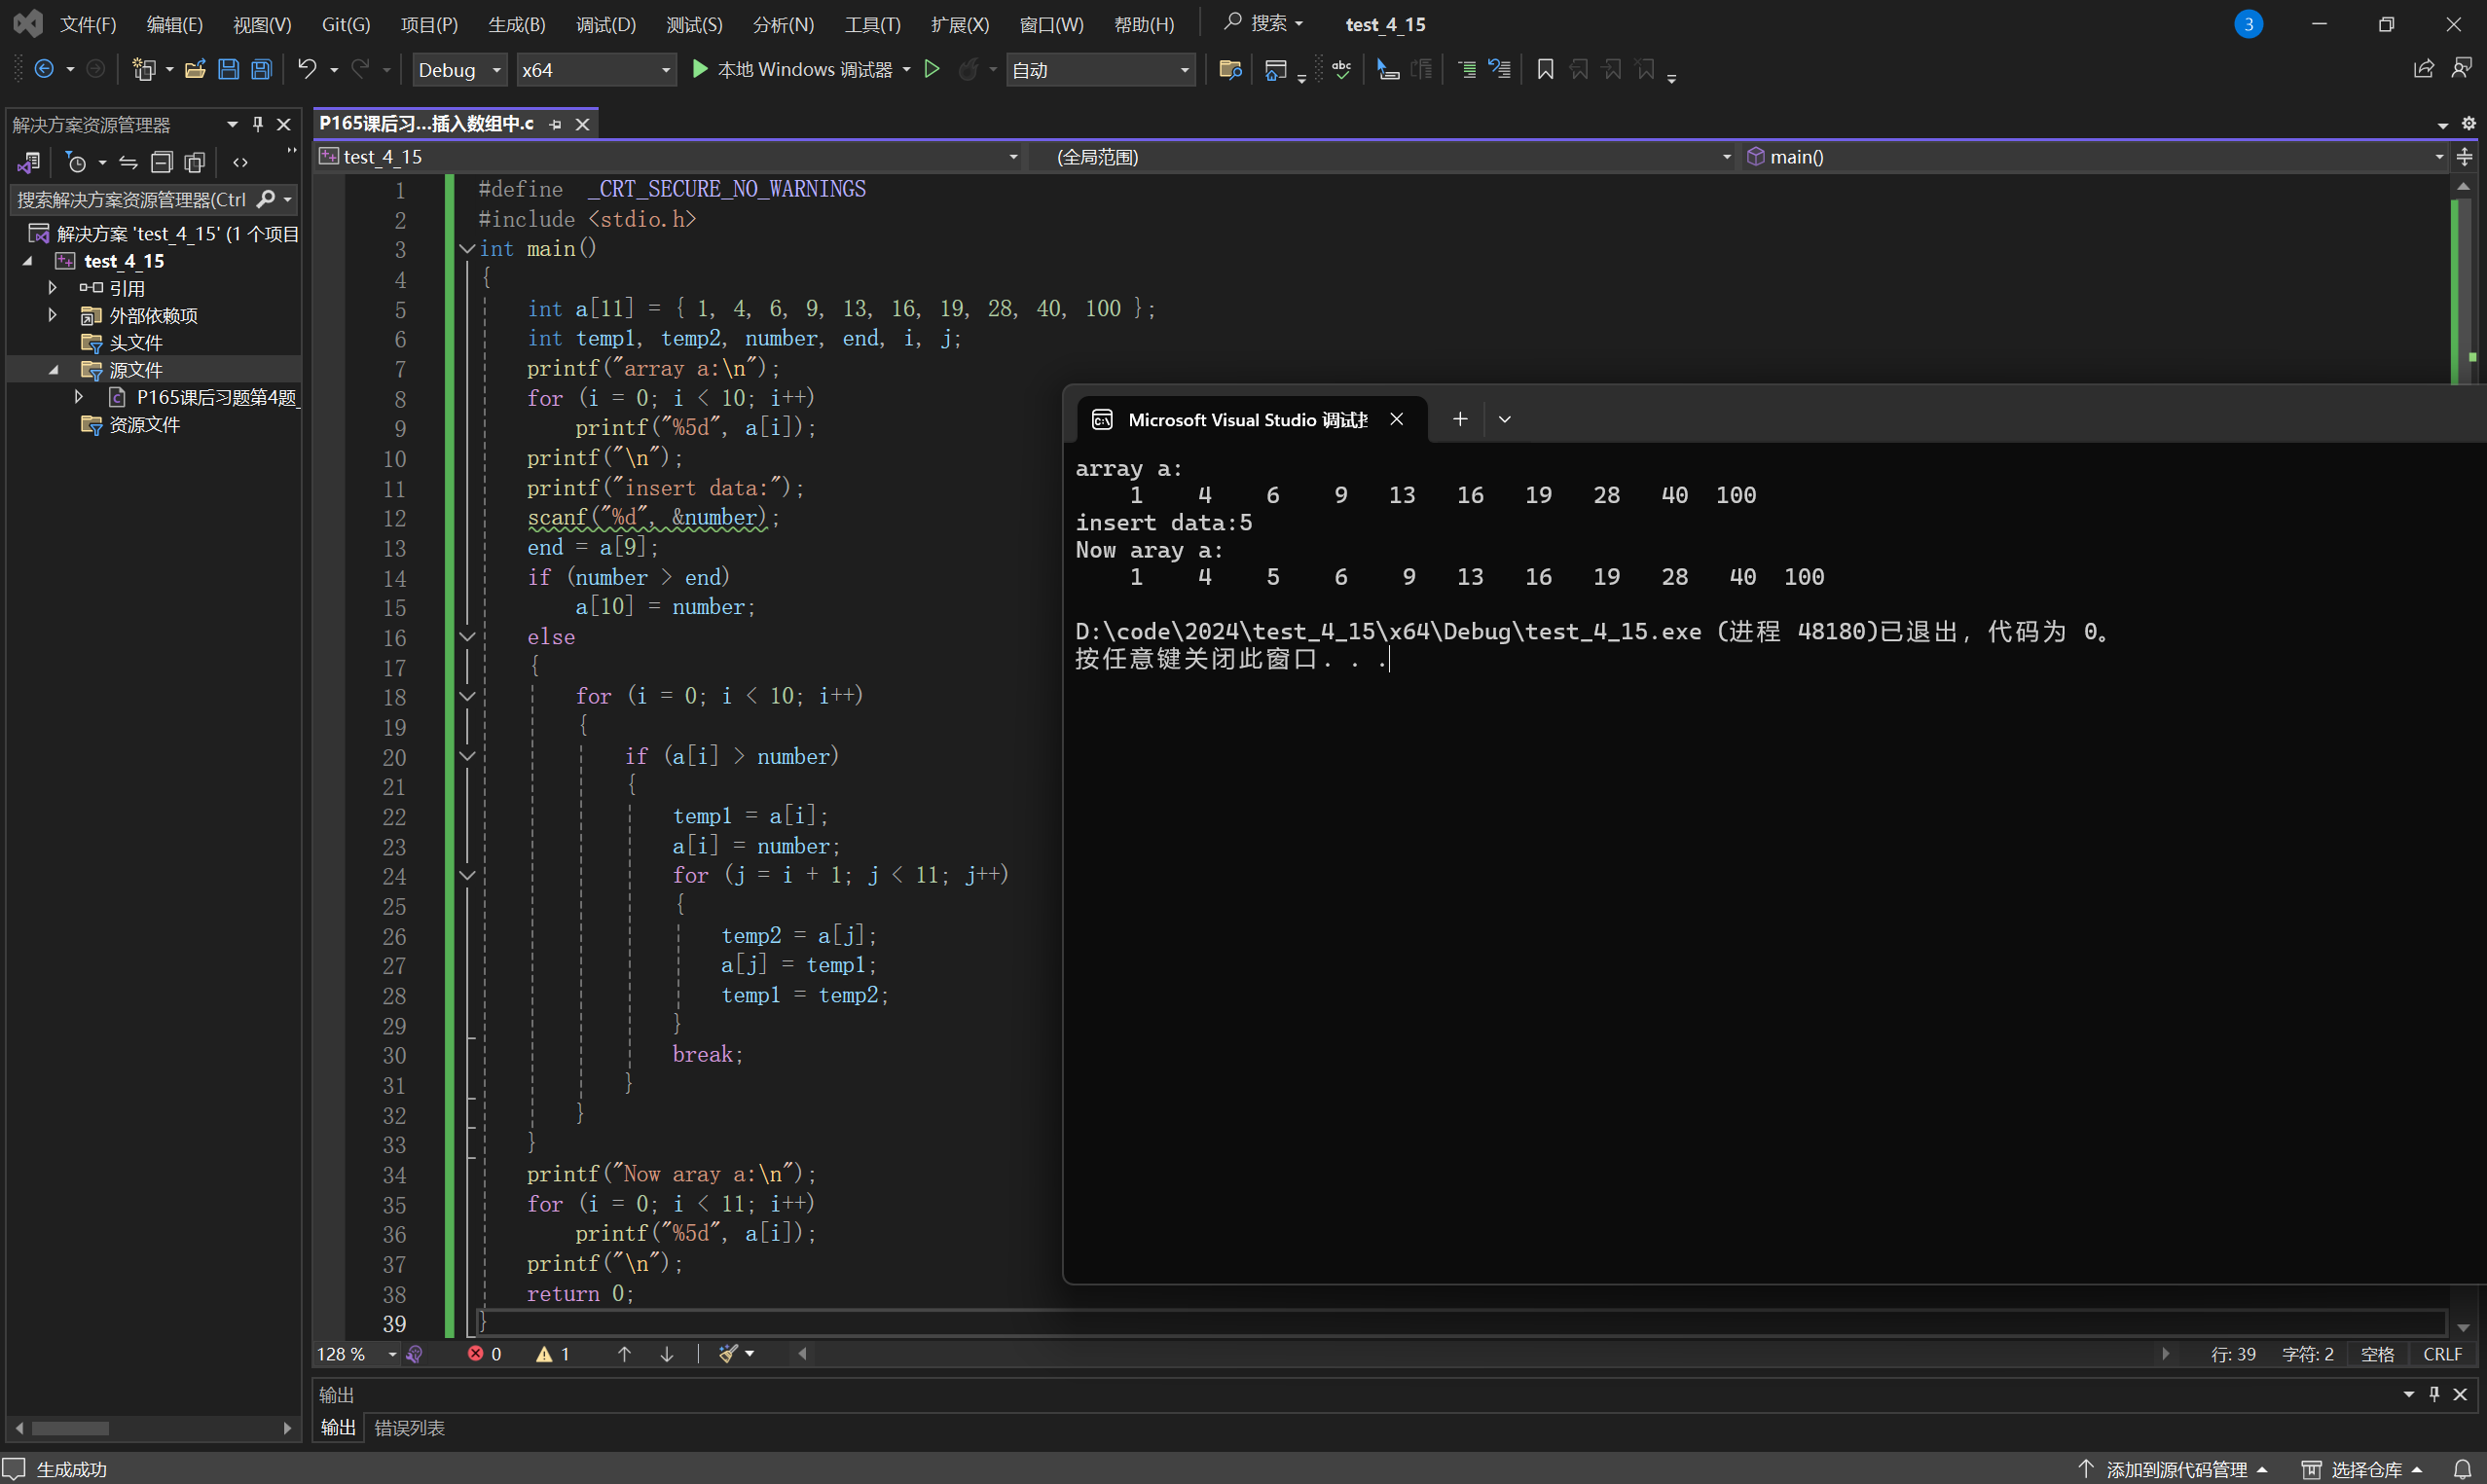 文件(F) 编辑(E) 视图(V) Git(G) 项目(P) 生成(B) 调试(D) 测试(S) 分析(N) 工具(T) 扩展(X) 窗口(W) 帮助(H) 搜索 test_4_15 3
Debug x64 本地 Windows 调试器 自动
解决方案资源管理器
搜索解决方案资源管理器(Ctrl
解决方案 'test_4_15' (1 个项目
test_4_15
引用
外部依赖项
头文件
源文件
P165课后习题第4题_
资源文件
P165课后习...插入数组中.c
test_4_15 (全局范围) main()
1 #define  _CRT_SECURE_NO_WARNINGS
2 #include <stdio.h>
3 int main()
4 {
5 int a[11] = { 1, 4, 6, 9, 13, 16, 19, 28, 40, 100 };
6 int temp1, temp2, number, end, i, j;
7 printf("array a:\n");
8 for (i = 0; i < 10; i++)
9 printf("%5d", a[i]);
10 printf("\n");
11 printf("insert data:");
12 scanf("%d", &number);
13 end = a[9];
14 if (number > end)
15 a[10] = number;
16 else
17 {
18 for (i = 0; i < 10; i++)
19 {
20 if (a[i] > number)
21 {
22 temp1 = a[i];
23 a[i] = number;
24 for (j = i + 1; j < 11; j++)
25 {
26 temp2 = a[j];
27 a[j] = temp1;
28 temp1 = temp2;
29 }
30 break;
31 }
32 }
33 }
34 printf("Now aray a:\n");
35 for (i = 0; i < 11; i++)
36 printf("%5d", a[i]);
37 printf("\n");
38 return 0;
39 }
Microsoft Visual Studio 调试
array a:
1 4 6 9 13 16 19 28 40 100
insert data:5
Now aray a:
1 4 5 6 9 13 16 19 28 40 100
D:\code\2024\test_4_15\x64\Debug\test_4_15.exe (进程 48180)已退出，代码为 0。
按任意键关闭此窗口. . .
128 % 0 1 行: 39 字符: 2 空格 CRLF
输出
输出 错误列表
生成成功 添加到源代码管理 选择仓库